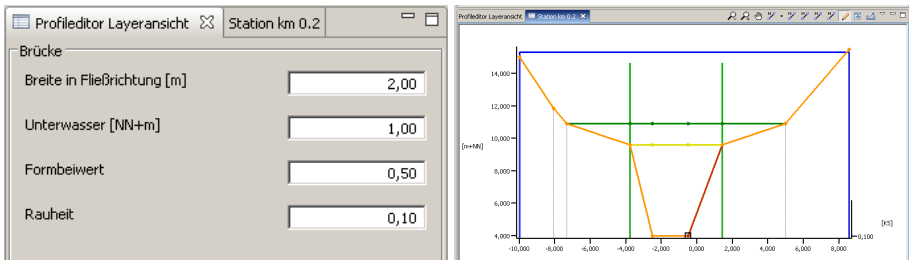 Profileditor Layeransicht
Station km 0.2
Brücke
Breite in Fließrichtung [m] 2,00
Unterwasser [NN+m] 1,00
Formbeiwert 0,50
Rauheit 0,10
Profileditor Layeransicht
Station km 0.2
14,000
12,000
[m+NN]
10,000
8,000
6,000
4,000
[KS]
0,100
-10,000 -8,000 -6,000 -4,000 -2,000 0,000 2,000 4,000 6,000 8,000